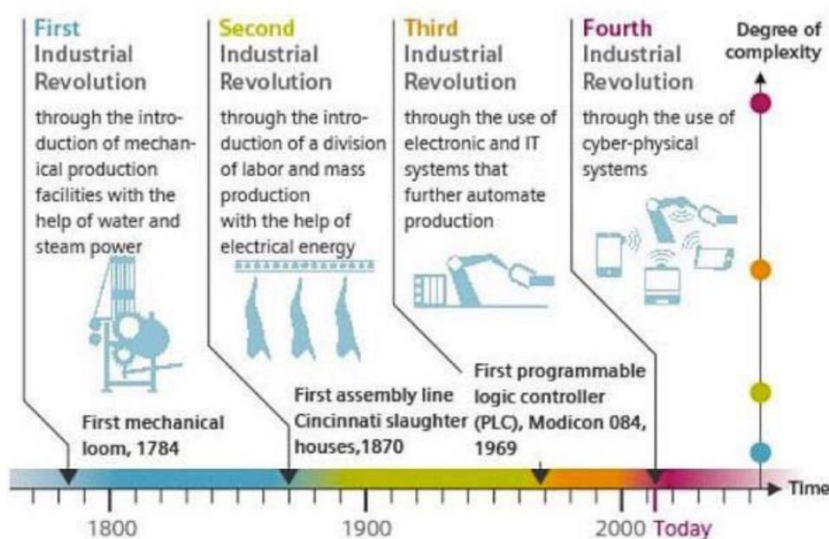 First
Industrial
Revolution
through the intro-
duction of mechan-
ical production
facilities with the
help of water and
steam power
Second
Industrial
Revolution
through the intro-
duction of a division
of labor and mass
production
with the help of
electrical energy
Third
Industrial
Revolution
through the use of
electronic and IT
systems that
further automate
production
Fourth
Industrial
Revolution
through the use of
cyber-physical
systems
Degree of
complexity
First mechanical
loom, 1784
First assembly line
Cincinnati slaughter
houses,1870
First programmable
logic controller
(PLC), Modicon 084,
1969
Time
1800
1900
2000
Today